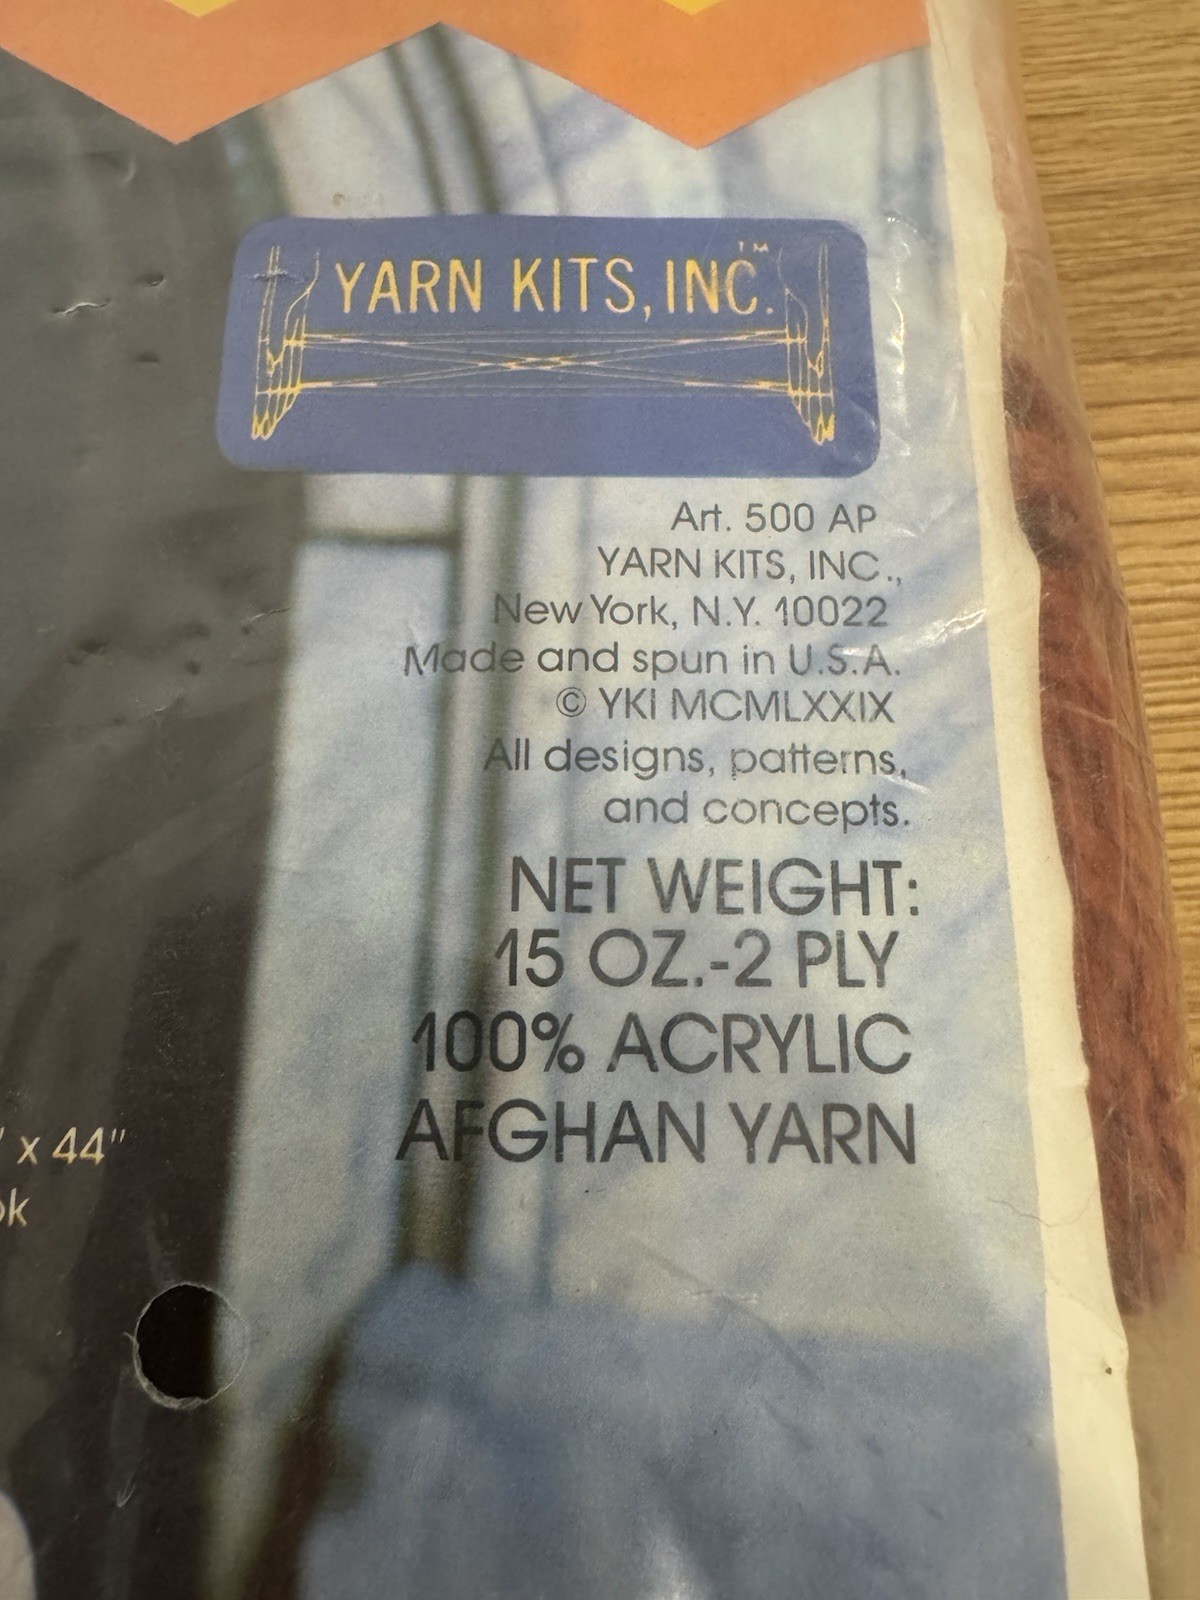 YARN KITS, INC.™
Art. 500 AP
YARN KITS, INC.,
New York, N.Y. 10022
Made and spun in U.S.A.
© YKI MCMLXXIX
All designs, patterns,
and concepts.
NET WEIGHT:
15 OZ.-2 PLY
100% ACRYLIC
AFGHAN YARN
x 44"